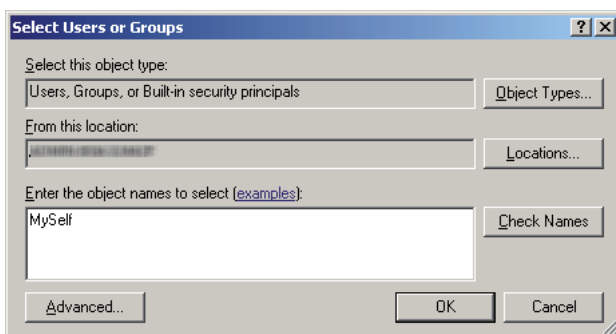 Select Users or Groups
Select this object type:
Users, Groups, or Built-in security principals
Object Types...
From this location:
Locations...
Enter the object names to select (examples):
MySelf
Check Names
Advanced...
OK
Cancel